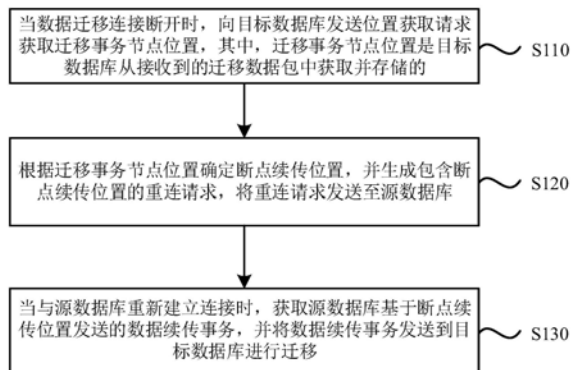 当数据迁移连接断开时，向目标数据库发送位置获取请求
获取迁移事务节点位置，其中，迁移事务节点位置是目标
数据库从接收到的迁移数据包中获取并存储的
S110
根据迁移事务节点位置确定断点续传位置，并生成包含断
点续传位置的重连请求，将重连请求发送至源数据库
S120
当与源数据库重新建立连接时，获取源数据库基于断点续
传位置发送的数据续传事务，并将数据续传事务发送到目
标数据库进行迁移
S130